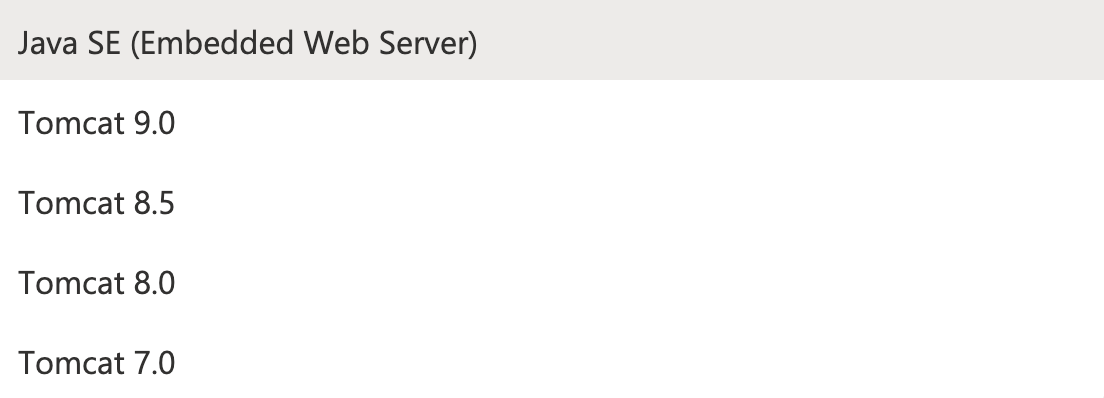 Java SE (Embedded Web Server)
Tomcat 9.0
Tomcat 8.5
Tomcat 8.0
Tomcat 7.0